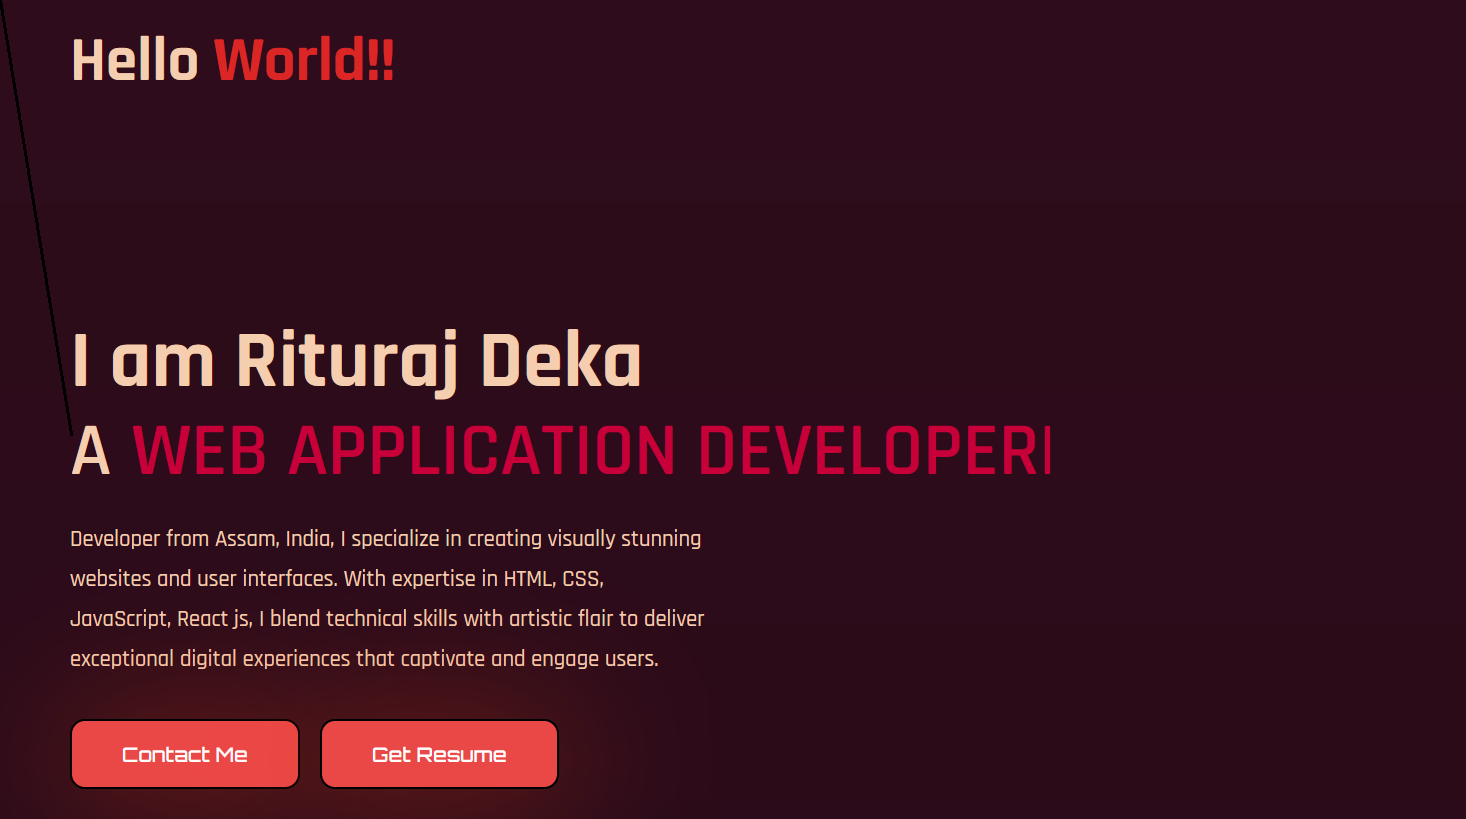 Hello World!!
I am Rituraj Deka
A WEB APPLICATION DEVELOPER
Developer from Assam, India, I specialize in creating visually stunning
websites and user interfaces. With expertise in HTML, CSS,
JavaScript, React js, I blend technical skills with artistic flair to deliver
exceptional digital experiences that captivate and engage users.
Contact Me Get Resume